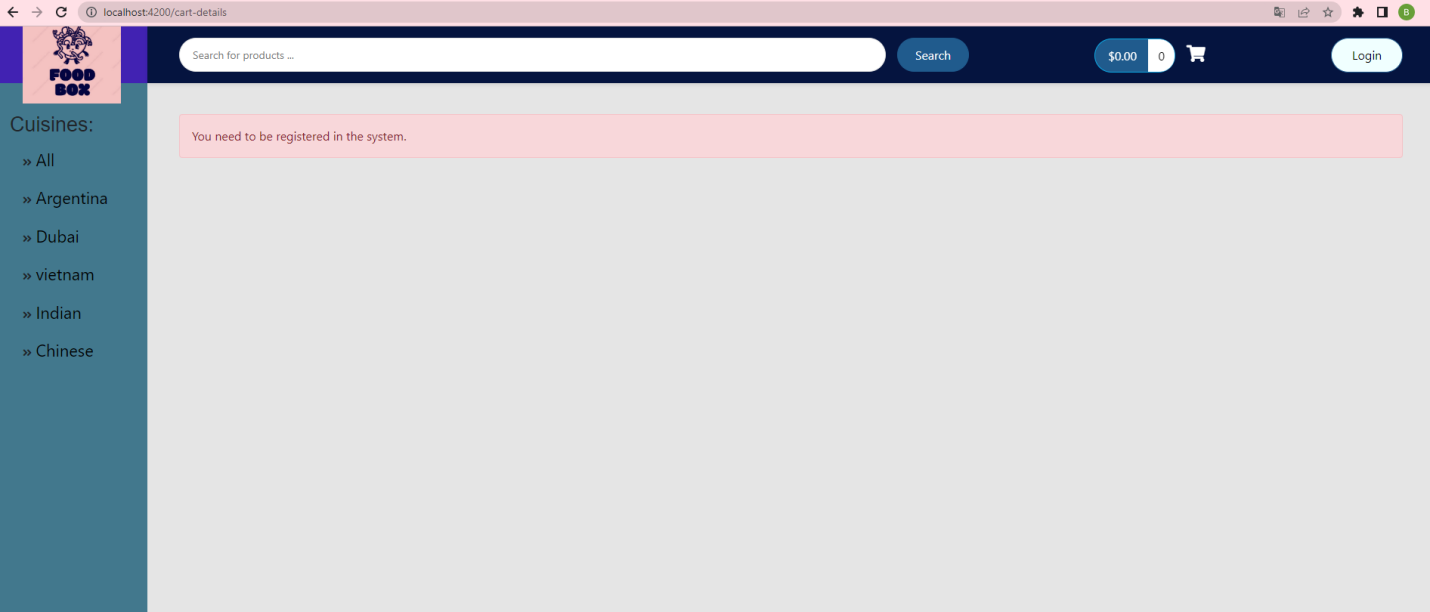 localhost:4200/cart-details
B
FOOD
BOX
Search for products ...
Search
$0.00
0
Login
Cuisines:
» All
» Argentina
» Dubai
» vietnam
» Indian
» Chinese
You need to be registered in the system.